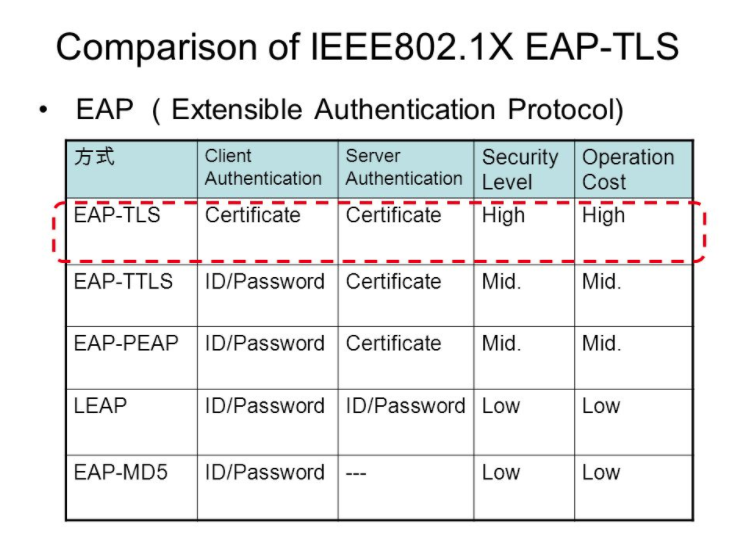 Comparison of IEEE802.1X EAP-TLS
• EAP ( Extensible Authentication Protocol)
方式 Client Authentication Server Authentication Security Level Operation Cost
EAP-TLS Certificate Certificate High High
EAP-TTLS ID/Password Certificate Mid. Mid.
EAP-PEAP ID/Password Certificate Mid. Mid.
LEAP ID/Password ID/Password Low Low
EAP-MD5 ID/Password --- Low Low